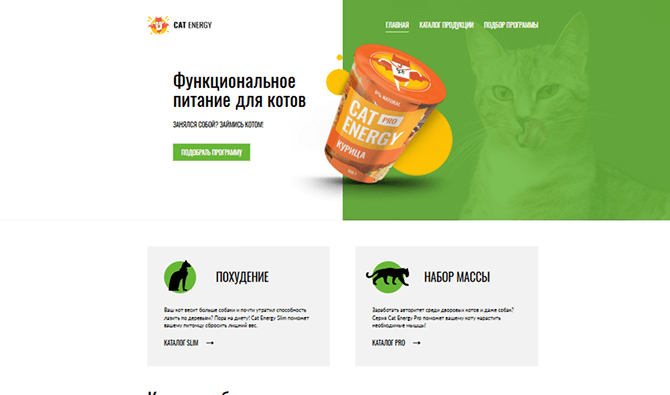 CAT ENERGY
ГЛАВНАЯ КАТАЛОГ ПРОДУКЦИИ ПОДБОР ПРОГРАММЫ
Функциональное
питание для котов
ЗАНЯЛСЯ СОБОЙ? ЗАЙМИСЬ КОТОМ!
ПОДОБРАТЬ ПРОГРАММУ
0% NATURAL
CAT PRO
ENERGY
КУРИЦА
ПОХУДЕНИЕ
Ваш кот весит больше собаки и почти утратил способность
лазить по деревьям? Пора на диету! Cat Energy Slim поможет
вашему питомцу сбросить лишний вес.
КАТАЛОГ SLIM →
НАБОР МАССЫ
Заработать авторитет среди дворовых котов и даже собак?
Серия Cat Energy Pro поможет вашему коту нарастить
необходимые мышцы!
КАТАЛОГ PRO →